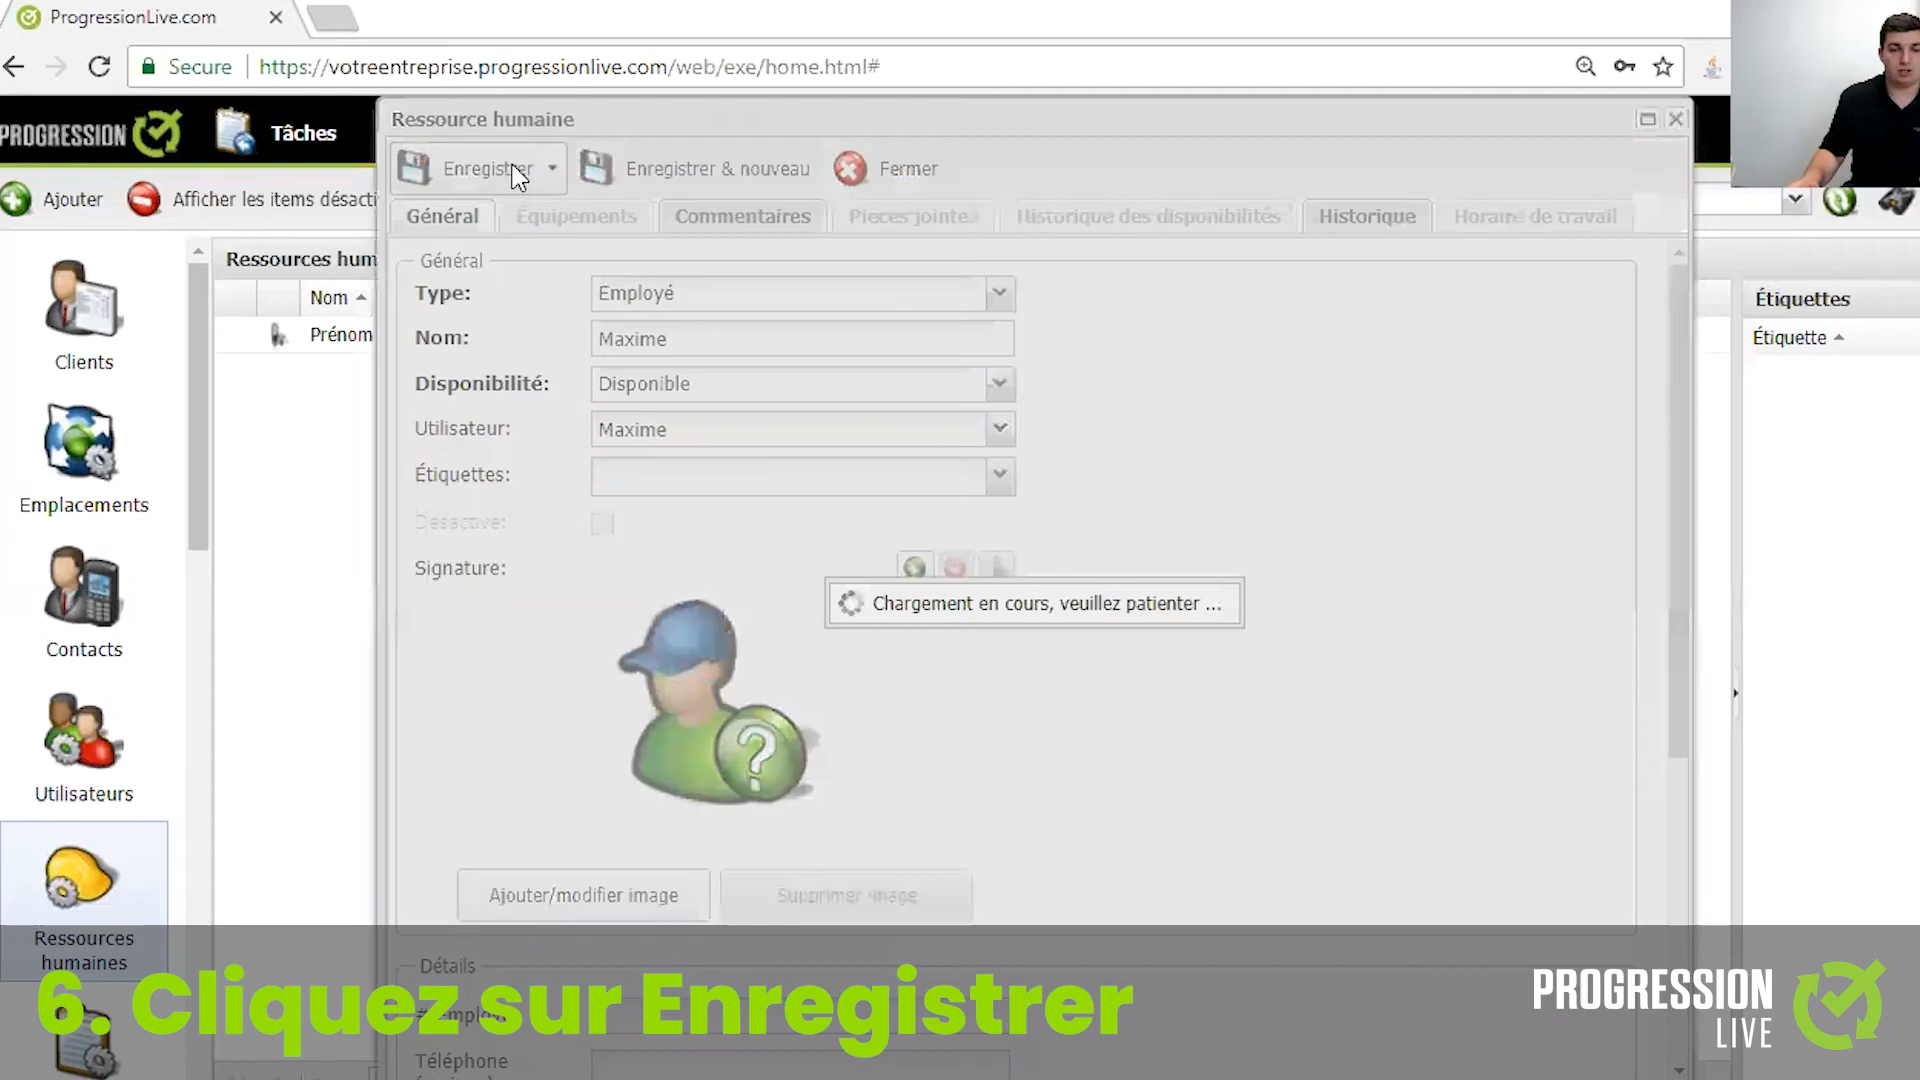 ProgressionLive.com
Secure
https://votreentreprise.progressionlive.com/web/exe/home.html#
PROGRESSION
Tâches
Ajouter
Afficher les items désacti
Ressource humaine
Enregistrer
Enregistrer & nouveau
Fermer
Général
Équipements
Commentaires
Pièces jointes
Historique des disponibilités
Historique
Horaire de travail
Clients
Emplacements
Contacts
Utilisateurs
Ressources humaines
Ressources hum
Nom
Prénom
Général
Type:
Employé
Nom:
Maxime
Disponibilité:
Disponible
Utilisateur:
Maxime
Étiquettes:
Désactivé:
Signature:
Chargement en cours, veuillez patienter ...
Ajouter/modifier image
Supprimer image
Détails
Téléphone
Étiquettes
Étiquette
6. Cliquez sur Enregistrer
PROGRESSION
LIVE